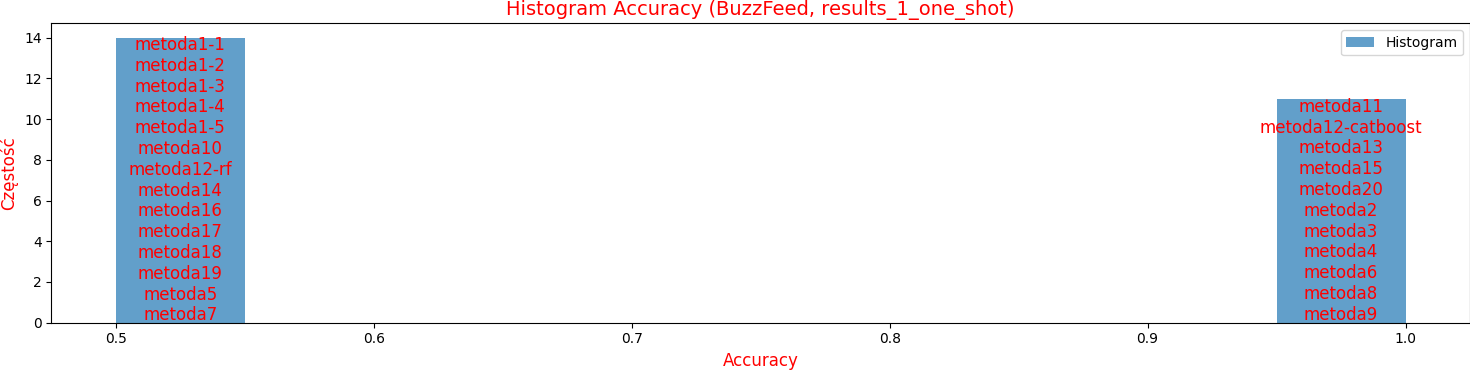 Histogram Accuracy (BuzzFeed, results_1_one_shot)
Histogram
Częstość
14
12
10
8
6
4
2
0
metoda1-1
metoda1-2
metoda1-3
metoda1-4
metoda1-5
metoda10
metoda12-rf
metoda14
metoda16
metoda17
metoda18
metoda19
metoda5
metoda7
metoda11
metoda12-catboost
metoda13
metoda15
metoda20
metoda2
metoda3
metoda4
metoda6
metoda8
metoda9
0.5 0.6 0.7 0.8 0.9 1.0
Accuracy